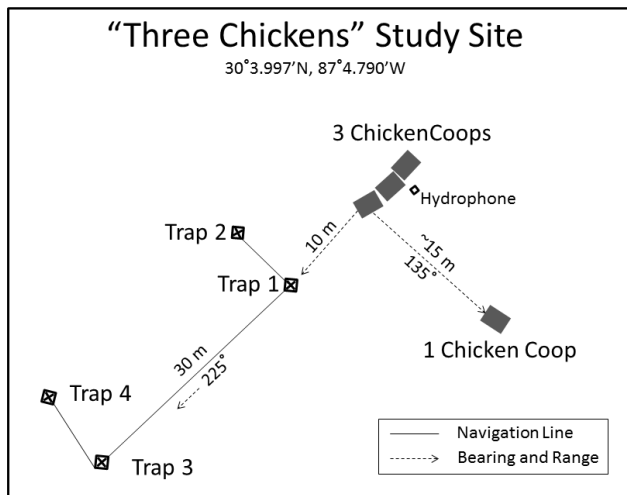 “Three Chickens” Study Site
30˚3.997’N, 87˚4.790’W
3 ChickenCoops
Hydrophone
10 m
~15 m
135˚
Trap 2
Trap 1
1 Chicken Coop
30 m
225˚
Trap 4
Trap 3
Navigation Line
Bearing and Range